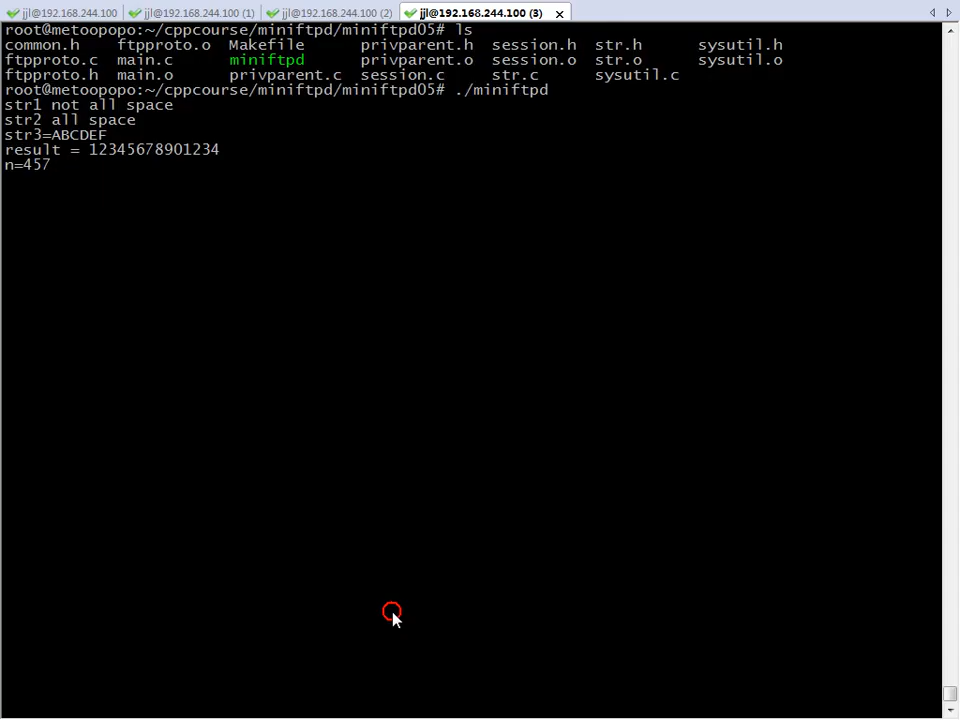 jjl@192.168.244.100 jjl@192.168.244.100 (1) jjl@192.168.244.100 (2) jjl@192.168.244.100 (3)
root@metoopopo:~/cppcourse/miniftpd/miniftpd05# ls
common.h ftpproto.o Makefile privparent.h session.h str.h sysutil.h
ftpproto.c main.c miniftpd privparent.o session.o str.o sysutil.o
ftpproto.h main.o privparent.c session.c str.c sysutil.c
root@metoopopo:~/cppcourse/miniftpd/miniftpd05# ./miniftpd
str1 not all space
str2 all space
str3=ABCDEF
result = 12345678901234
n=457